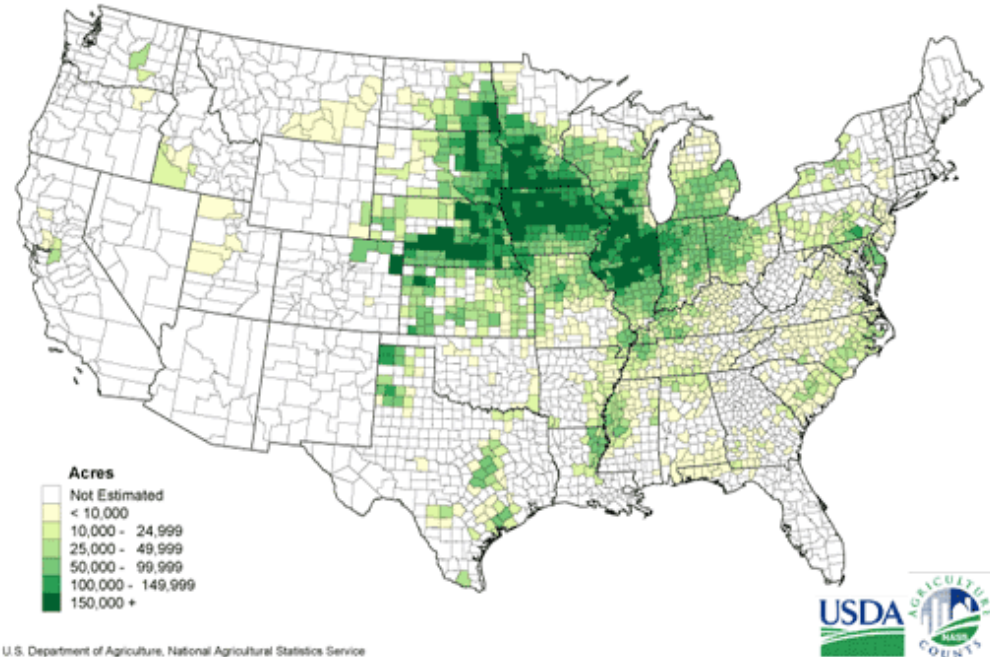 Acres
Not Estimated
< 10,000
10,000 - 24,999
25,000 - 49,999
50,000 - 99,999
100,000 - 149,999
150,000 +
U.S. Department of Agriculture, National Agricultural Statistics Service
USDA
AGRICULTURE
NASS
COUNTS